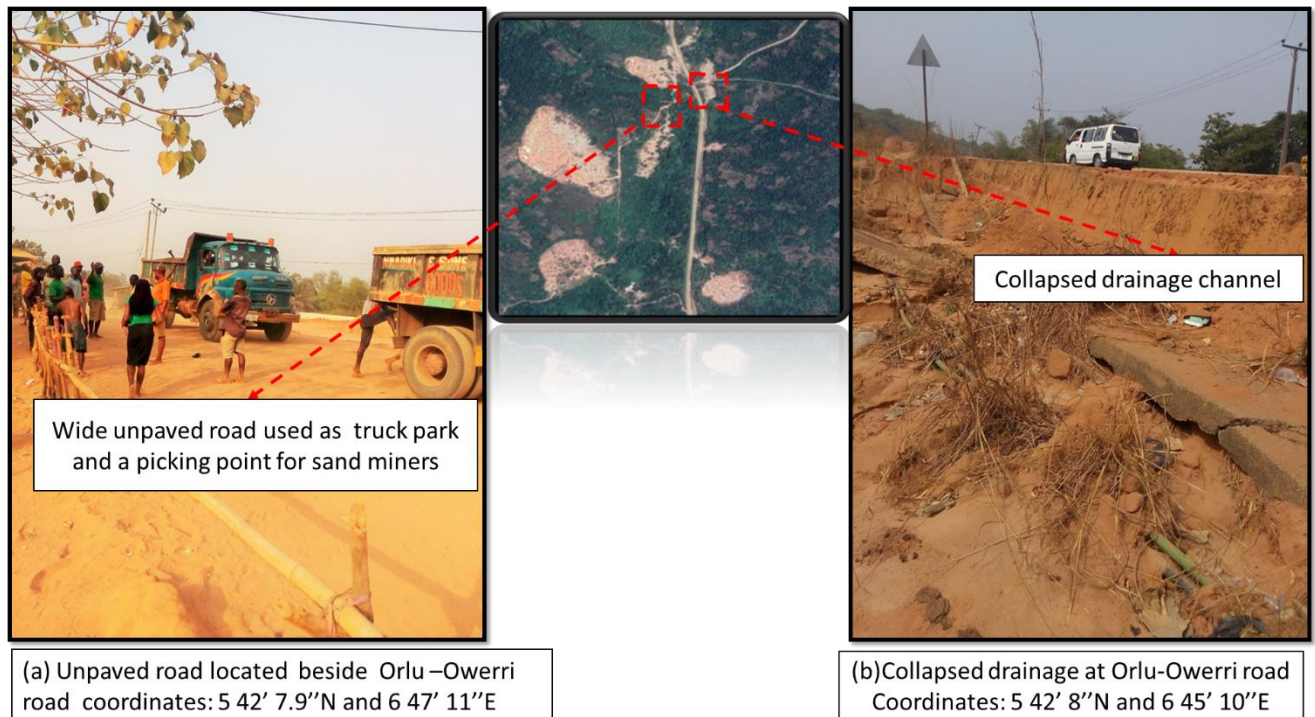 SONS
GOODS
Wide unpaved road used as truck park
and a picking point for sand miners
Collapsed drainage channel
(a) Unpaved road located beside Orlu –Owerri
road coordinates: 5 42’ 7.9’’N and 6 47’ 11’’E
(b)Collapsed drainage at Orlu-Owerri road
Coordinates: 5 42’ 8’’N and 6 45’ 10’’E